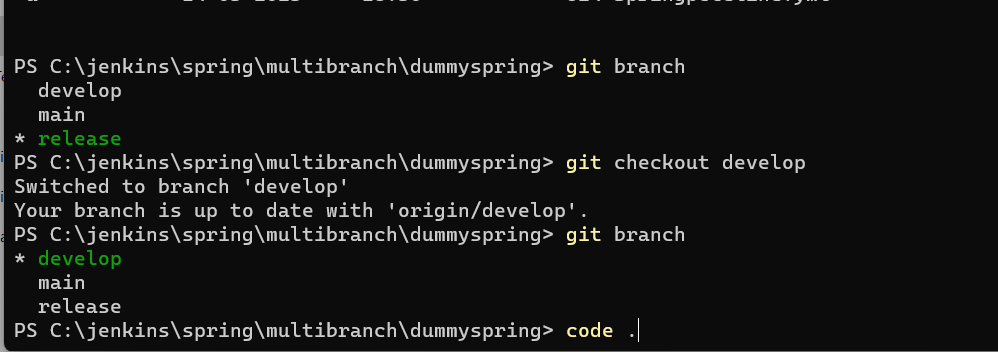 PS C:\jenkins\spring\multibranch\dummyspring> git branch
  develop
  main
* release
PS C:\jenkins\spring\multibranch\dummyspring> git checkout develop
Switched to branch 'develop'
Your branch is up to date with 'origin/develop'.
PS C:\jenkins\spring\multibranch\dummyspring> git branch
* develop
  main
  release
PS C:\jenkins\spring\multibranch\dummyspring> code .